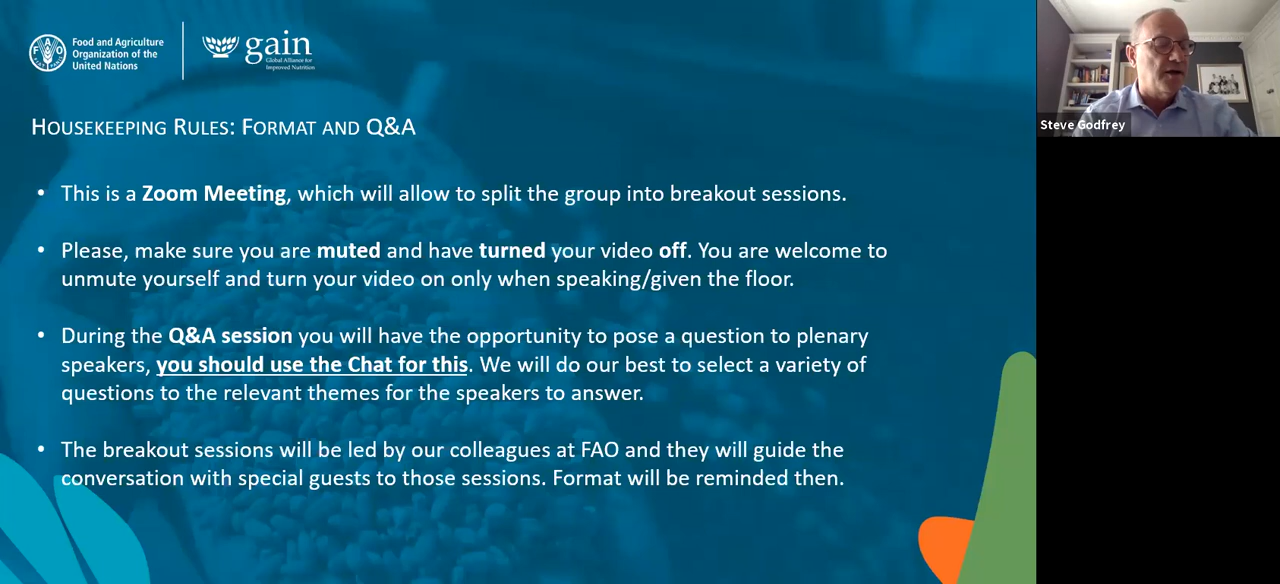 Food and Agriculture
Organization of the
United Nations
gain
Global Alliance for
Improved Nutrition
HOUSEKEEPING RULES: FORMAT AND Q&A
• This is a Zoom Meeting, which will allow to split the group into breakout sessions.
• Please, make sure you are muted and have turned your video off. You are welcome to
unmute yourself and turn your video on only when speaking/given the floor.
• During the Q&A session you will have the opportunity to pose a question to plenary
speakers, you should use the Chat for this. We will do our best to select a variety of
questions to the relevant themes for the speakers to answer.
• The breakout sessions will be led by our colleagues at FAO and they will guide the
conversation with special guests to those sessions. Format will be reminded then.
Steve Godfrey